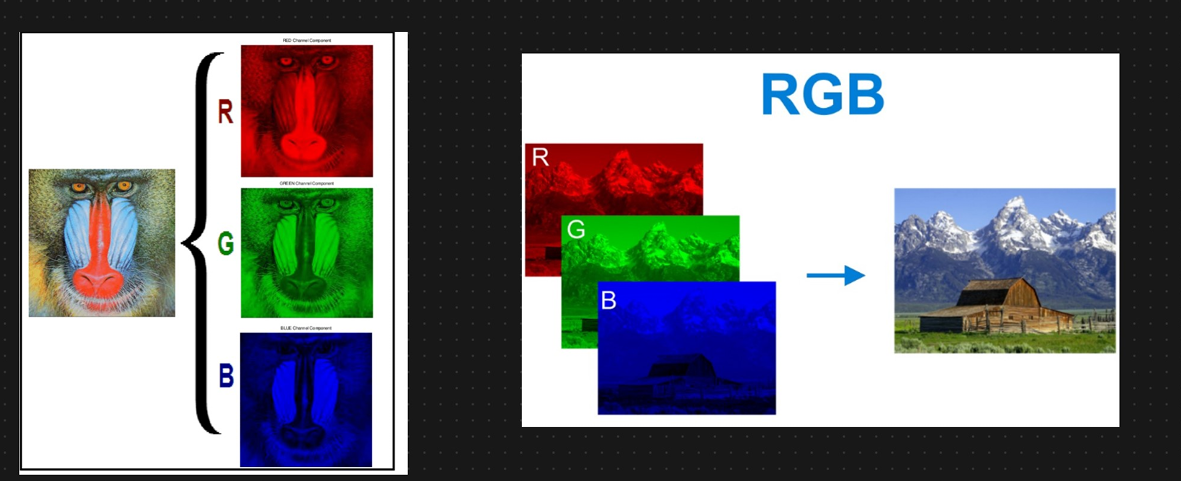 RED Channel Component
R
GREEN Channel Component
G
BLUE Channel Component
B
RGB
R
G
B